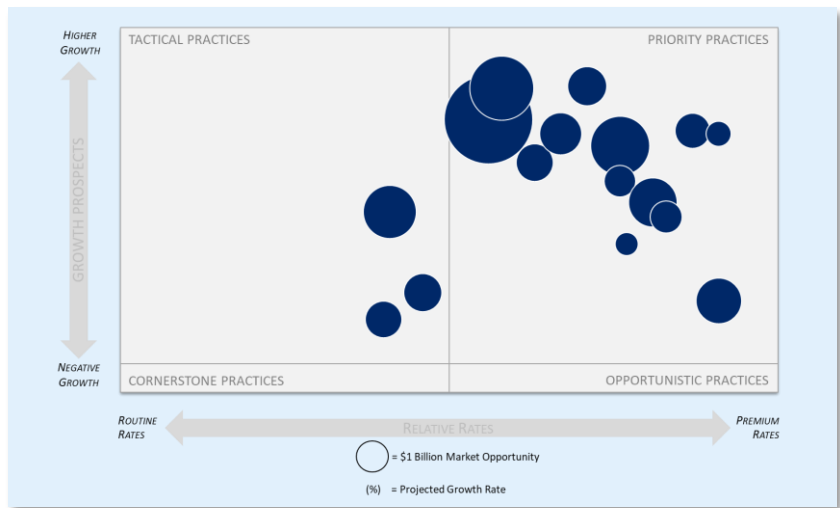 HIGHER
GROWTH
TACTICAL PRACTICES
PRIORITY PRACTICES
GROWTH PROSPECTS
NEGATIVE
GROWTH
CORNERSTONE PRACTICES
OPPORTUNISTIC PRACTICES
ROUTINE
RATES
RELATIVE RATES
PREMIUM
RATES
= $1 Billion Market Opportunity
(%) = Projected Growth Rate